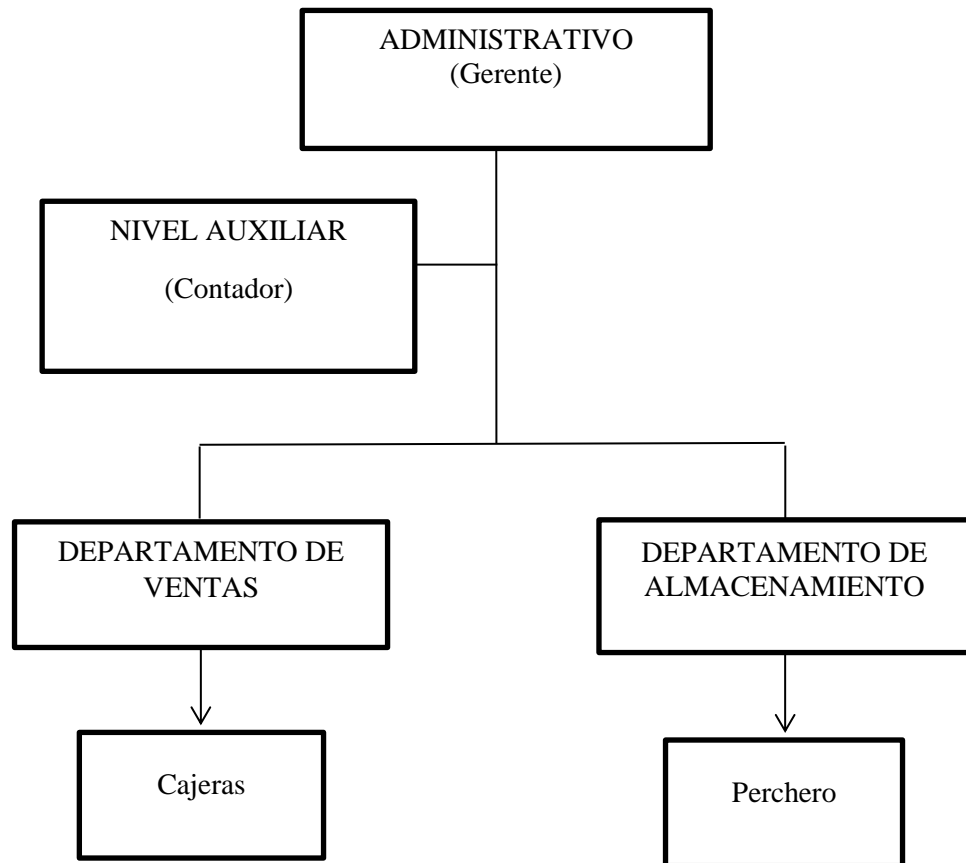 ADMINISTRATIVO
(Gerente)
NIVEL AUXILIAR
(Contador)
DEPARTAMENTO DE
VENTAS
DEPARTAMENTO DE
ALMACENAMIENTO
Cajeras
Perchero